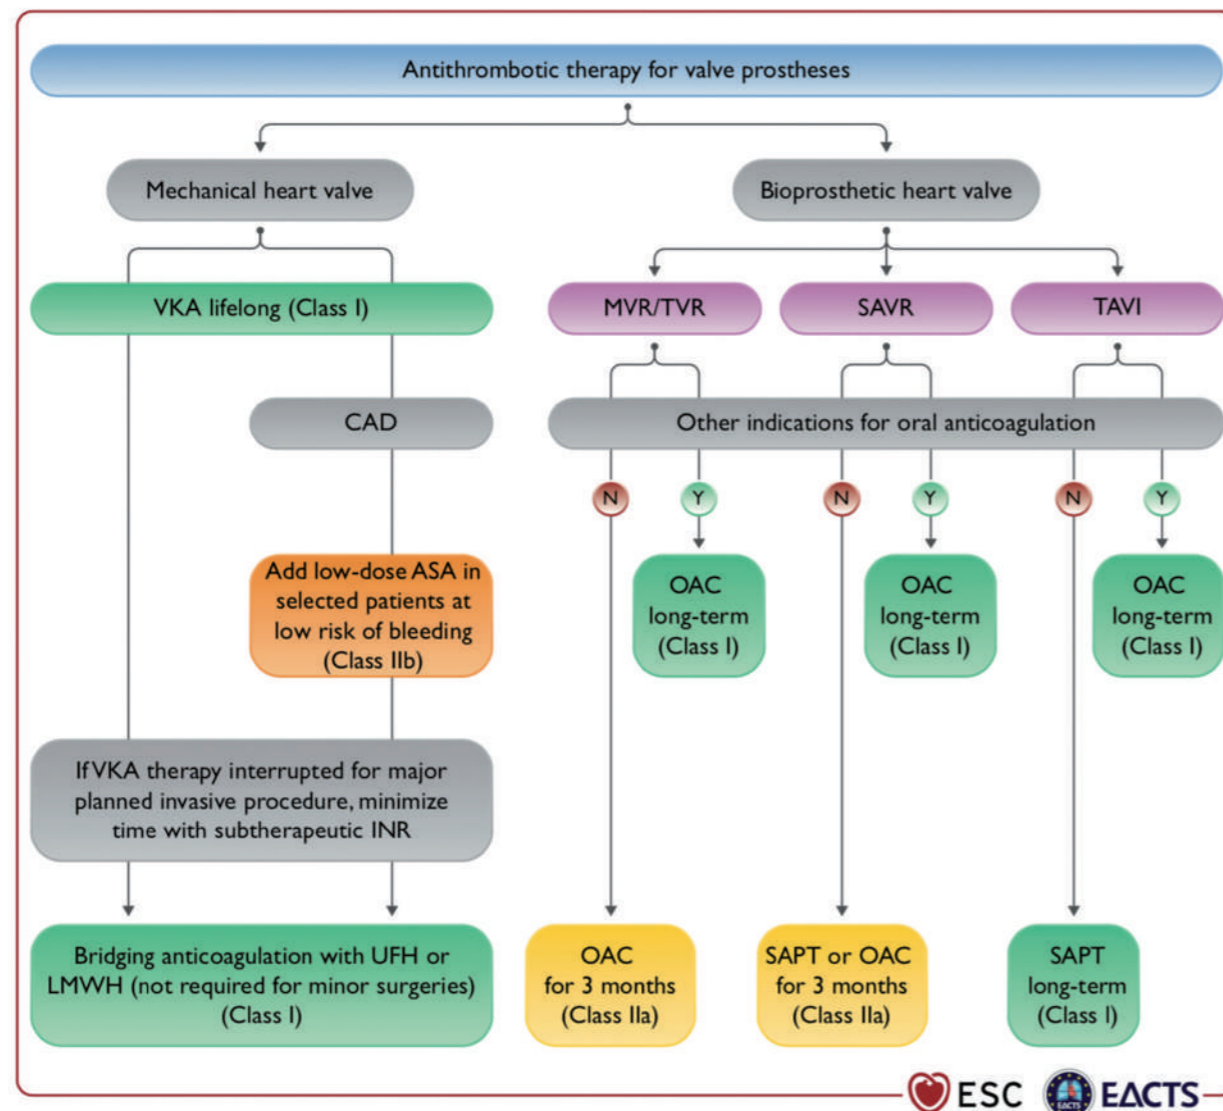 Antithrombotic therapy for valve prostheses
Mechanical heart valve
Bioprosthetic heart valve
VKA lifelong (Class I)
MVR/TVR
SAVR
TAVI
CAD
Other indications for oral anticoagulation
N
Y
N
Y
N
Y
Add low-dose ASA in
selected patients at
low risk of bleeding
(Class IIb)
OAC
long-term
(Class I)
OAC
long-term
(Class I)
OAC
long-term
(Class I)
If VKA therapy interrupted for major
planned invasive procedure, minimize
time with subtherapeutic INR
Bridging anticoagulation with UFH or
LMWH (not required for minor surgeries)
(Class I)
OAC
for 3 months
(Class IIa)
SAPT or OAC
for 3 months
(Class IIa)
SAPT
long-term
(Class I)
ESC
EACTS
EΔCTS